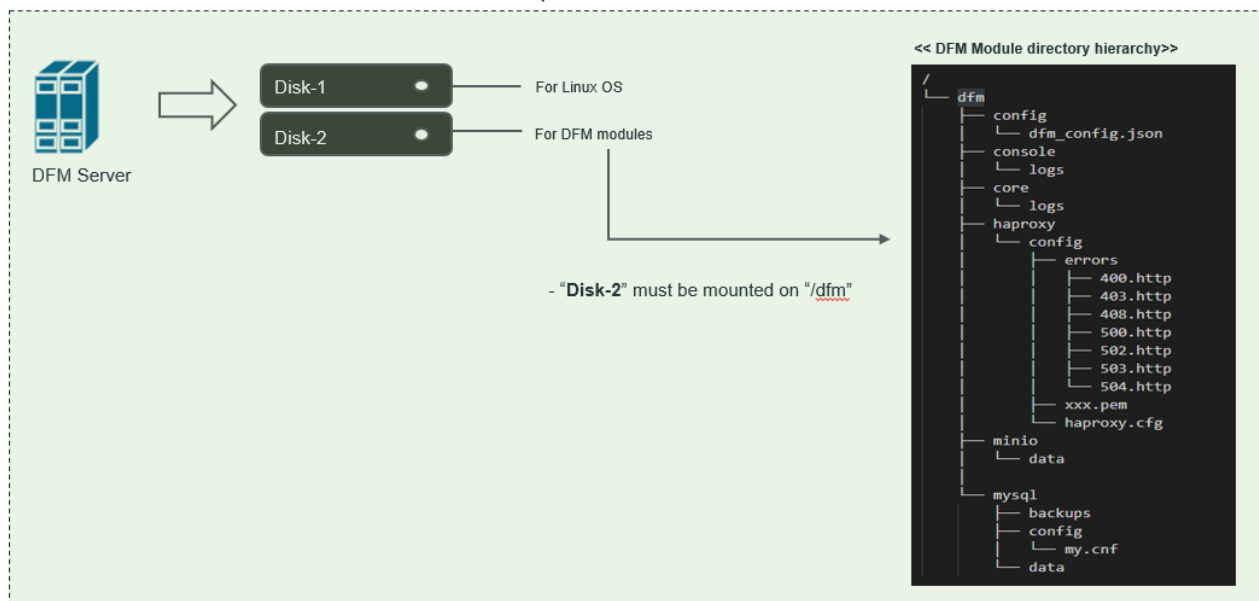 DFM Server
Disk-1
For Linux OS
Disk-2
For DFM modules
- “Disk-2” must be mounted on “/dfm”
<< DFM Module directory hierarchy>>
/
└── dfm
    ├── config
    │   └── dfm_config.json
    ├── console
    │   └── logs
    ├── core
    │   └── logs
    ├── haproxy
    │   └── config
    │       ├── errors
    │       │   ├── 400.http
    │       │   ├── 403.http
    │       │   ├── 408.http
    │       │   ├── 500.http
    │       │   ├── 502.http
    │       │   ├── 503.http
    │       │   └── 504.http
    │       ├── xxx.pem
    │       └── haproxy.cfg
    ├── minio
    │   └── data
    │
    └── mysql
        ├── backups
        ├── config
        │   └── my.cnf
        └── data